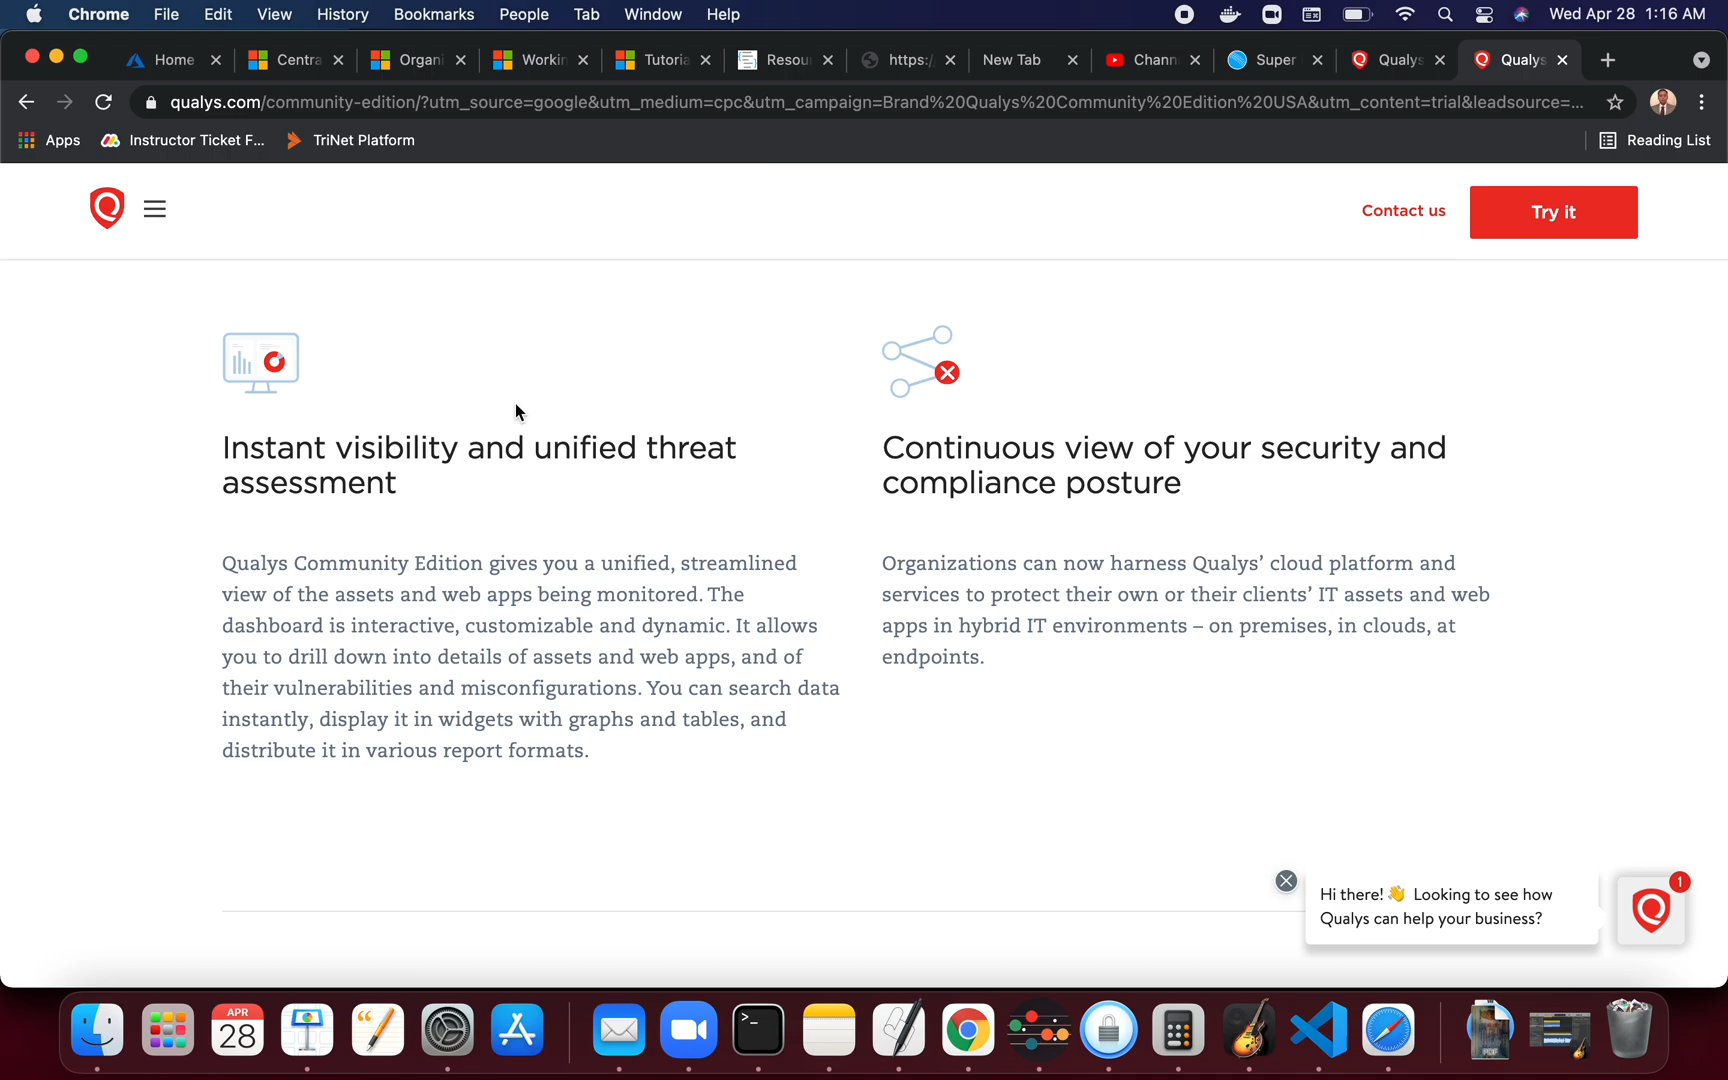 Chrome File Edit View History Bookmarks People Tab Window Help Wed Apr 28 1:16 AM
Home Centra Organi Workin Tutoria Resou https:/ New Tab Chann Super Qualys Qualys
qualys.com/community-edition/?utm_source=google&utm_medium=cpc&utm_campaign=Brand%20Qualys%20Community%20Edition%20USA&utm_content=trial&leadsource=...
Apps Instructor Ticket F... TriNet Platform Reading List
Contact us Try it
Instant visibility and unified threat
assessment
Qualys Community Edition gives you a unified, streamlined
view of the assets and web apps being monitored. The
dashboard is interactive, customizable and dynamic. It allows
you to drill down into details of assets and web apps, and of
their vulnerabilities and misconfigurations. You can search data
instantly, display it in widgets with graphs and tables, and
distribute it in various report formats.
Continuous view of your security and
compliance posture
Organizations can now harness Qualys’ cloud platform and
services to protect their own or their clients’ IT assets and web
apps in hybrid IT environments – on premises, in clouds, at
endpoints.
Hi there! 👋 Looking to see how
Qualys can help your business?
1
APR
28
PDF